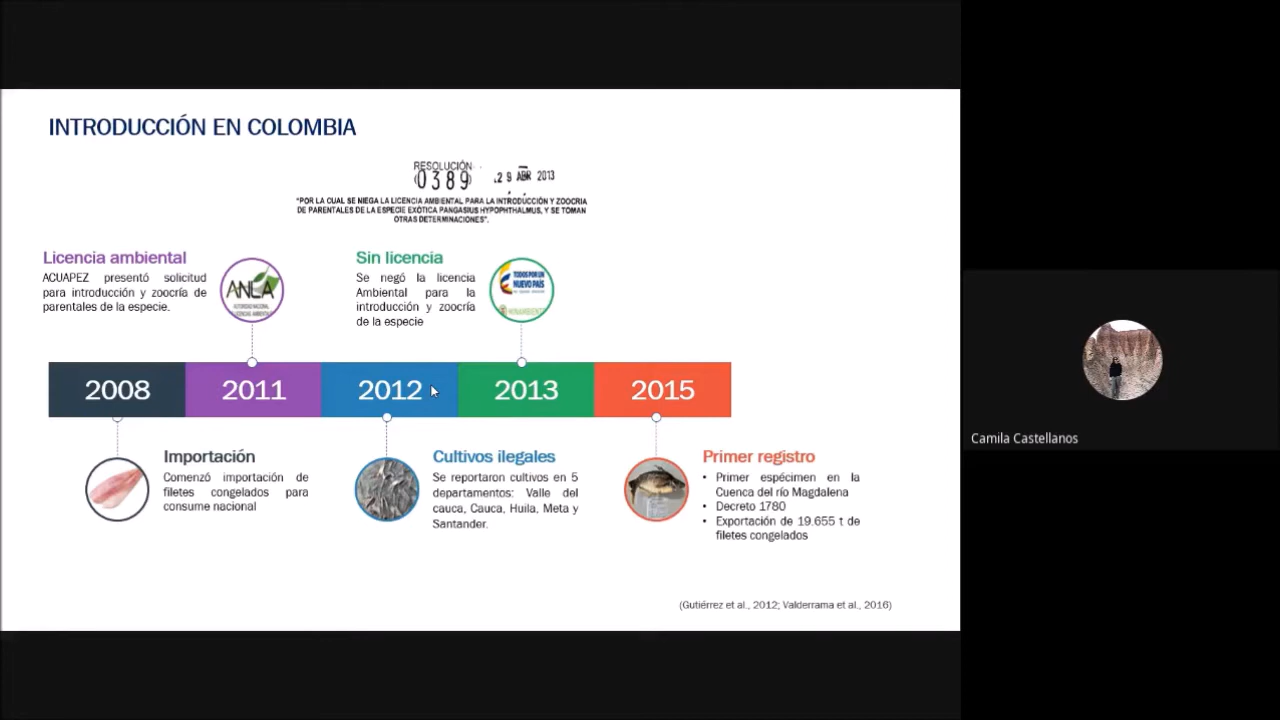 INTRODUCCIÓN EN COLOMBIA
RESOLUCIÓN
(0389) 29 ABR 2013
"POR LA CUAL SE NIEGA LA LICENCIA AMBIENTAL PARA LA INTRODUCCIÓN Y ZOOCRIA
DE PARENTALES DE LA ESPECIE EXÓTICA PANGASIUS HYPOPHTHALMUS, Y SE TOMAN
OTRAS DETERMINACIONES".
Licencia ambiental
ACUAPEZ presentó solicitud
para introducción y zoocría de
parentales de la especie.
ANLA
AUTORIDAD NACIONAL
LICENCIAS AMBIENTALES
Sin licencia
Se negó la licencia
Ambiental para la
introducción y zoocría
de la especie
TODOS POR UN
NUEVO PAÍS
MINAMBIENTE
2008
2011
2012
2013
2015
Importación
Comenzó importación de
filetes congelados para
consume nacional
Cultivos ilegales
Se reportaron cultivos en 5
departamentos: Valle del
cauca, Cauca, Huila, Meta y
Santander.
Primer registro
• Primer espécimen en la
Cuenca del río Magdalena
• Decreto 1780
• Exportación de 19.655 t de
filetes congelados
(Gutiérrez et al., 2012; Valderrama et al., 2016)
Camila Castellanos